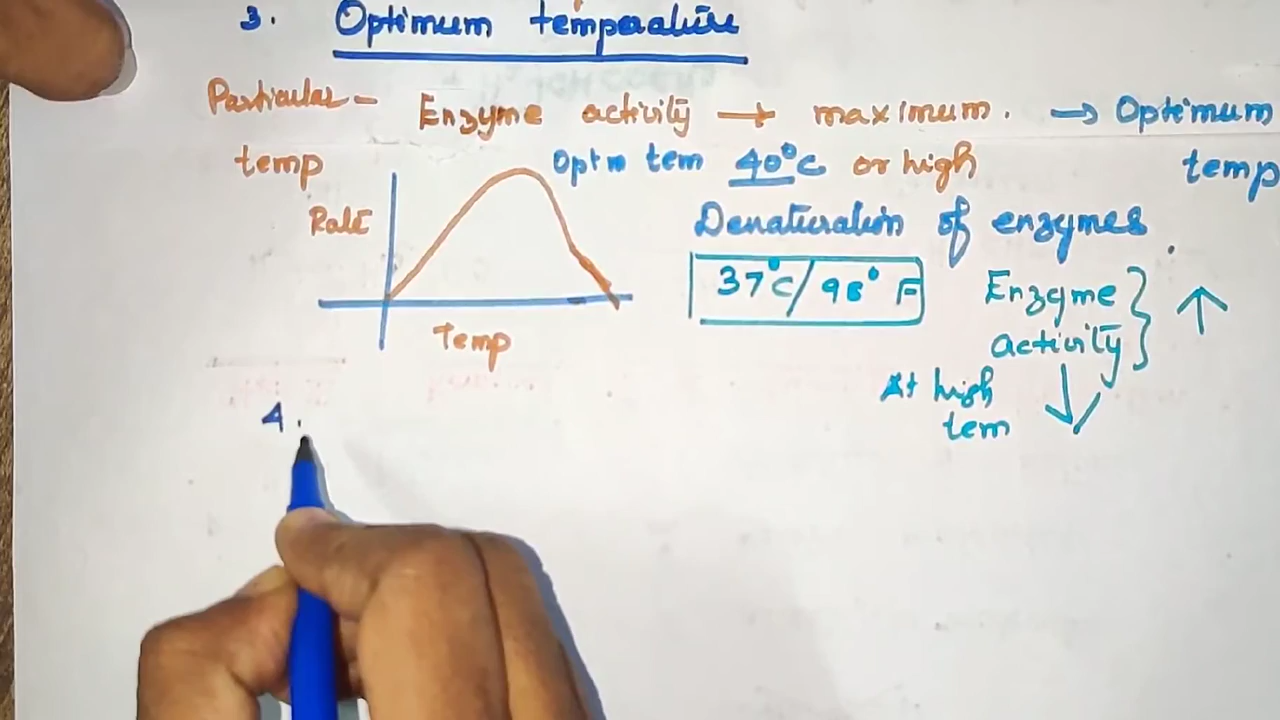 3. Optimum temperature
Particular - Enzyme activity → maximum. → Optimum
temp Optm tem 40°C or high temp
Rate Denaturation of enzymes.
37°C/98°F Enzyme } ↑
activity
Temp
At high ↓
tem
4.